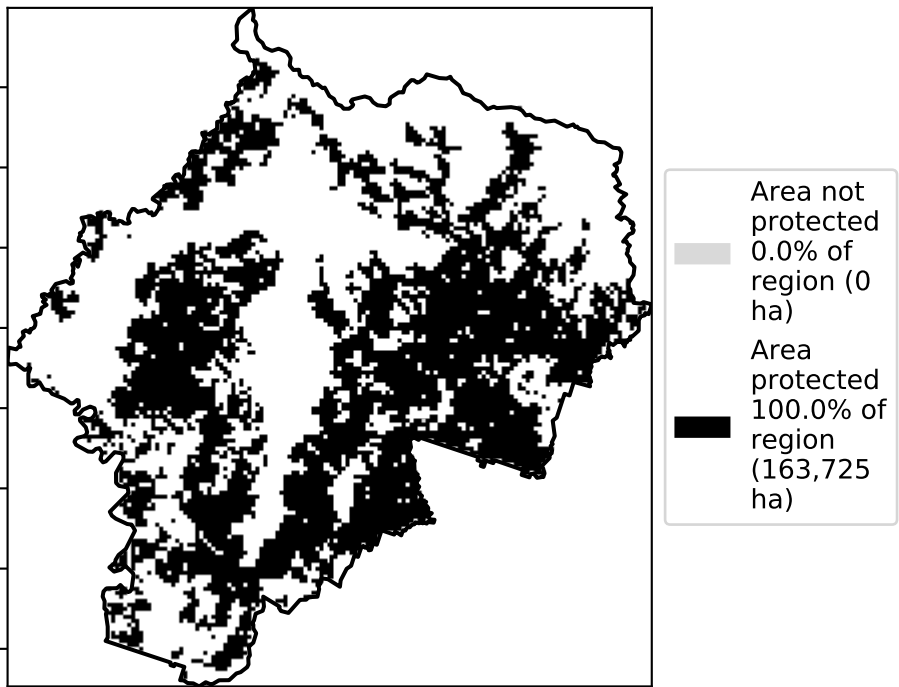 Area not
protected
0.0% of
region (0
ha)
Area
protected
100.0% of
region
(163,725
ha)